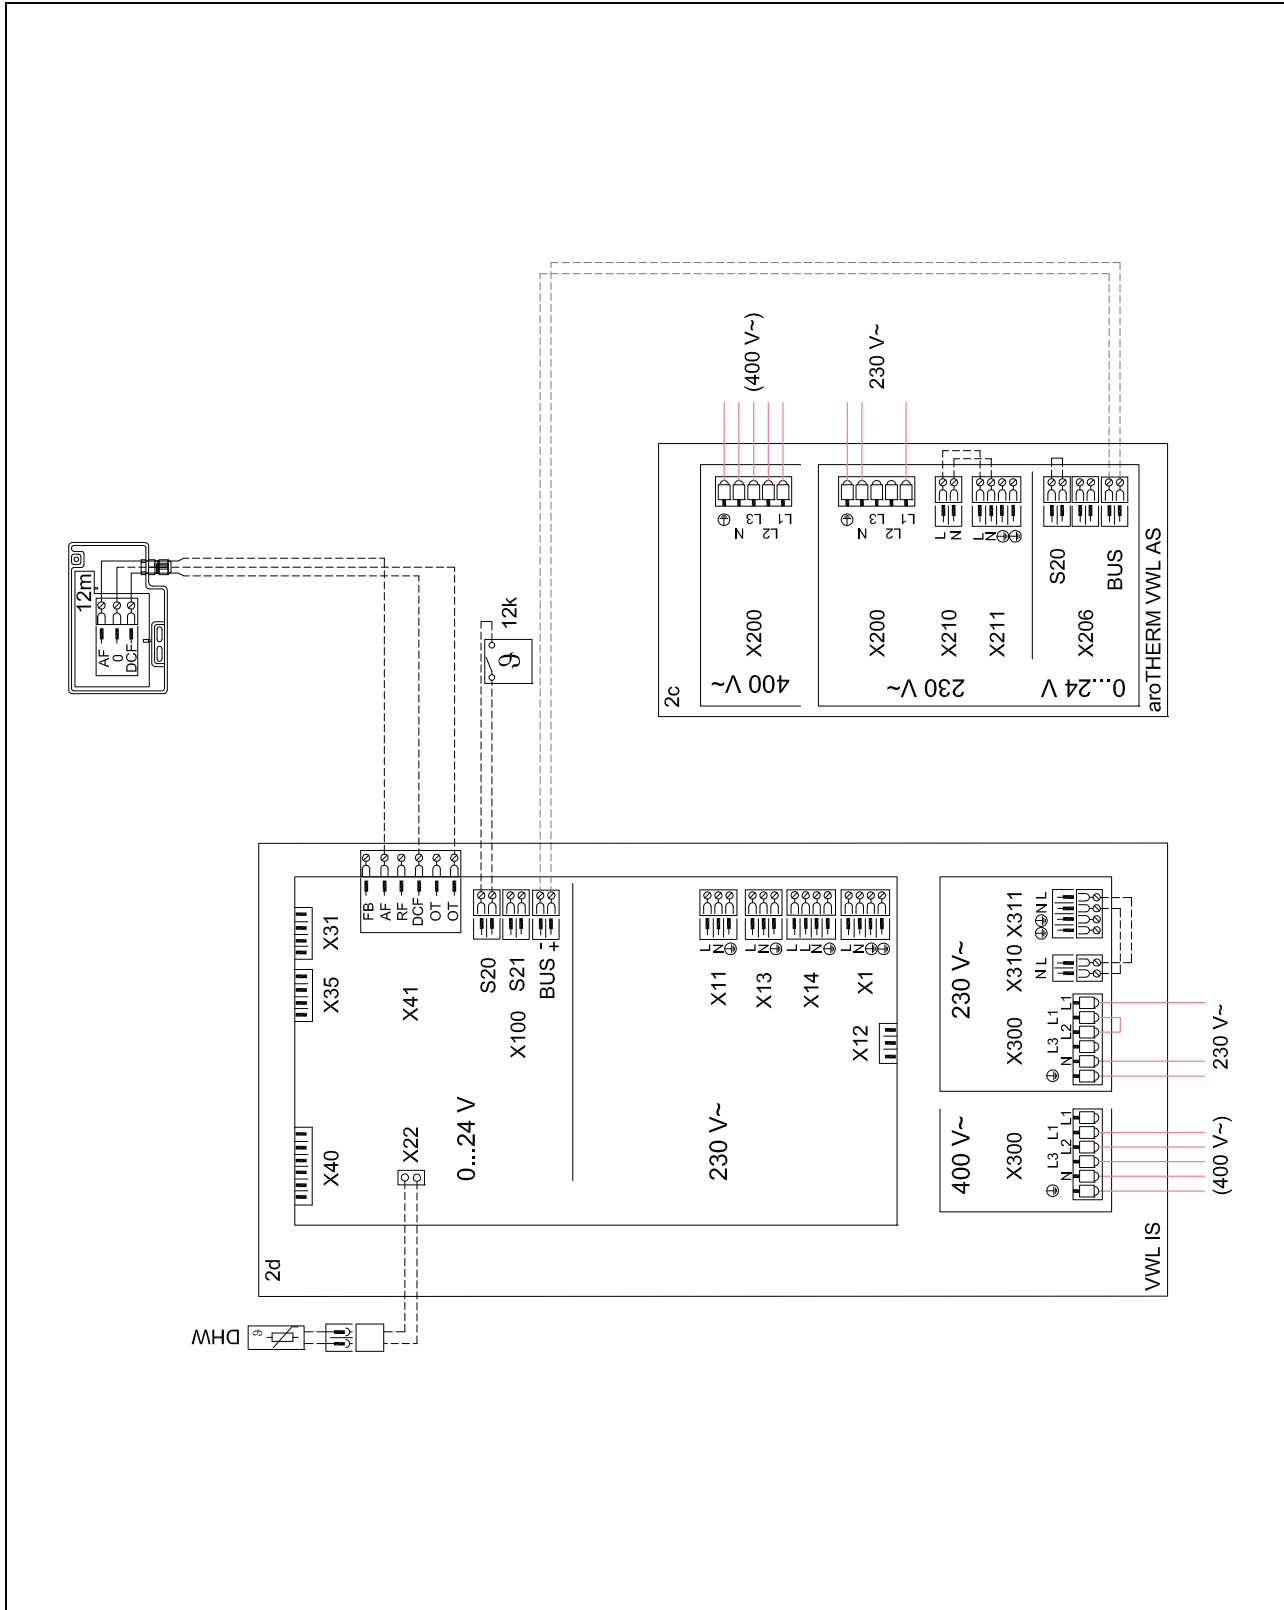 12m
AF
0
DCF
12k
(400 V~)
230 V~
2c
400 V~
X200
L1
L2
L3
N
230 V~
X200
L1
L2
L3
N
X210
L
N
X211
L
N
0...24 V
S20
X206
BUS
aroTHERM VWL AS
2d
X31
X35
X40
FB
AF
RF
DCF
OT
OT
X41
X22
S20
S21
X100
BUS - +
0...24 V
230 V~
X11
L
N
X13
L
N
X14
L
L
N
X1
L
N
X12
230 V~
X311
N L
X310
N L
X300
L1
L1
L2
L3
N
230 V~
400 V~
X300
L1
L1
L2
L3
N
(400 V~)
VWL IS
DHW
ϑ
ϑ